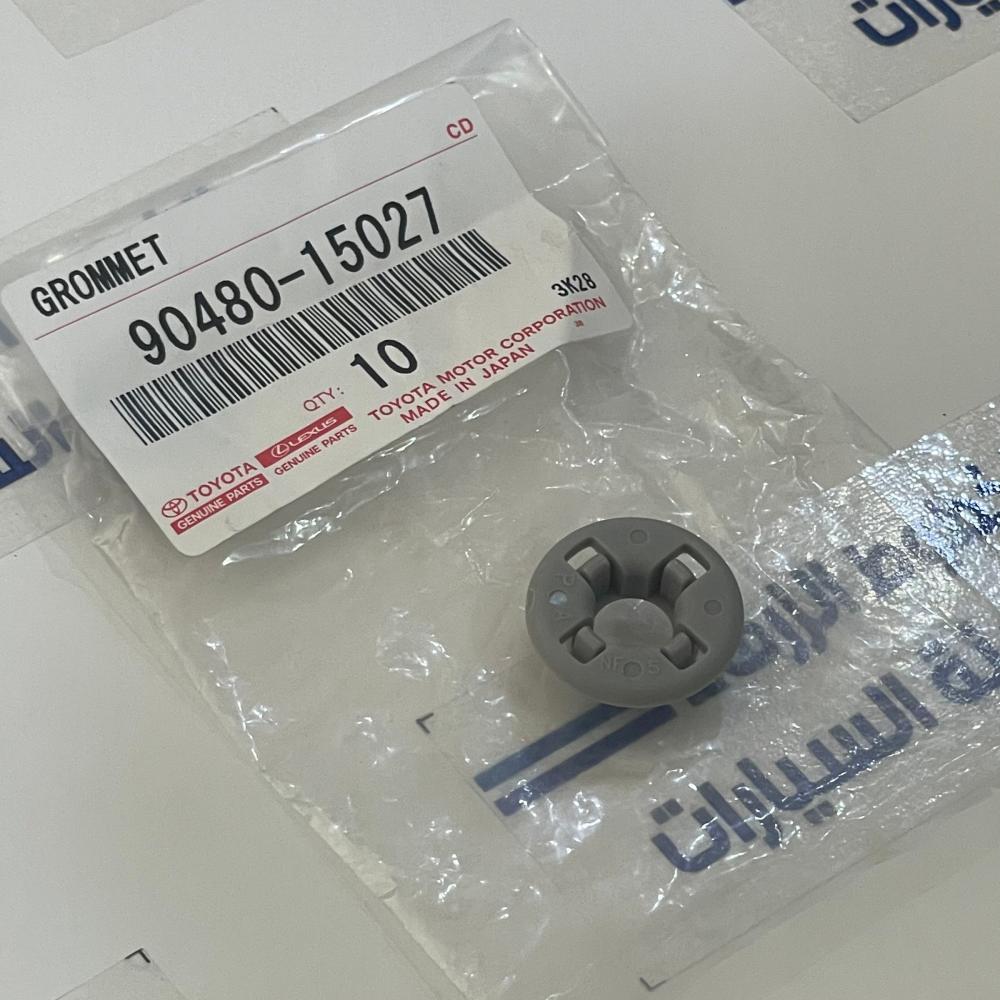 CD
GROMMET
90480-15027
3K28
QTY: 10
TOYOTA MOTOR CORPORATION
MADE IN JAPAN
JB
TOYOTA
GENUINE PARTS
LEXUS
GENUINE PARTS
السيارات